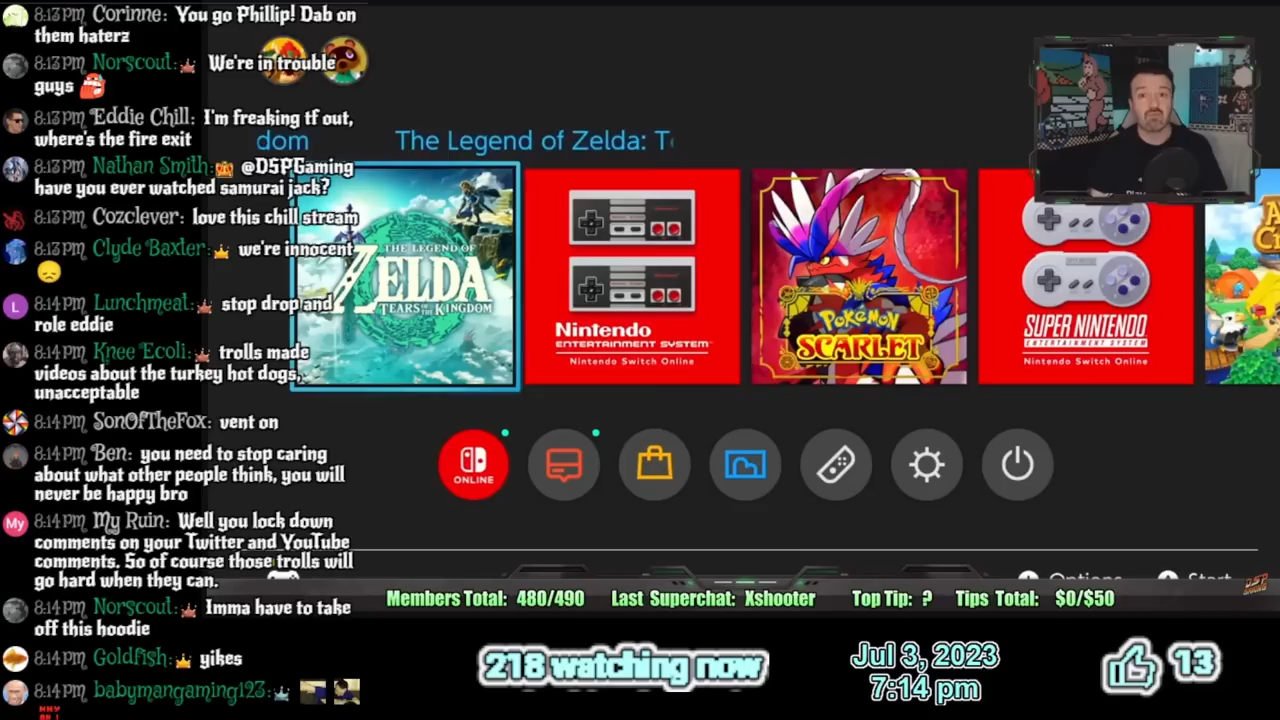 8:13 PM Corinne: You go Phillip! Dab on
them haterz
8:13 PM Norscoul: We're in trouble
guys
8:13 PM Eddie Chill: I'm freaking tf out,
where's the fire exit
8:13 PM Nathan Smith: @DSPGaming
have you ever watched samurai jack?
8:13 PM Cozclever: love this chill stream
8:13 PM Clyde Baxler: we're innocent
8:14 PM Lunchmeat: stop drop and
role eddie
8:14 PM Knee Ecoli: trolls made
videos about the turkey hot dogs,
unacceptable
8:14 PM SonOfTheFox: vent on
8:14 PM Ben: you need to stop caring
about what other people think, you will
never be happy bro
My 8:14 PM My Ruin: Well you lock down
comments on your Twitter and YouTube
comments. So of course those trolls will
go hard when they can.
8:14 PM Norscoul: Imma have to take
off this hoodie
8:14 PM Goldfish: yikes
8:14 PM babymangaming123:
dom The Legend of Zelda: T
THE LEGEND OF
ZELDA
TEARS OF THE KINGDOM
Nintendo
ENTERTAINMENT SYSTEM™
Nintendo Switch Online
POKÉMON
SCARLET
SUPER NINTENDO
ENTERTAINMENT SYSTEM
Nintendo Switch Online
ONLINE
Options Start
Members Total: 480/490 Last Superchat: Xshooter Top Tip: ? Tips Total: $0/$50
218 watching now
Jul 3, 2023
7:14 pm
13